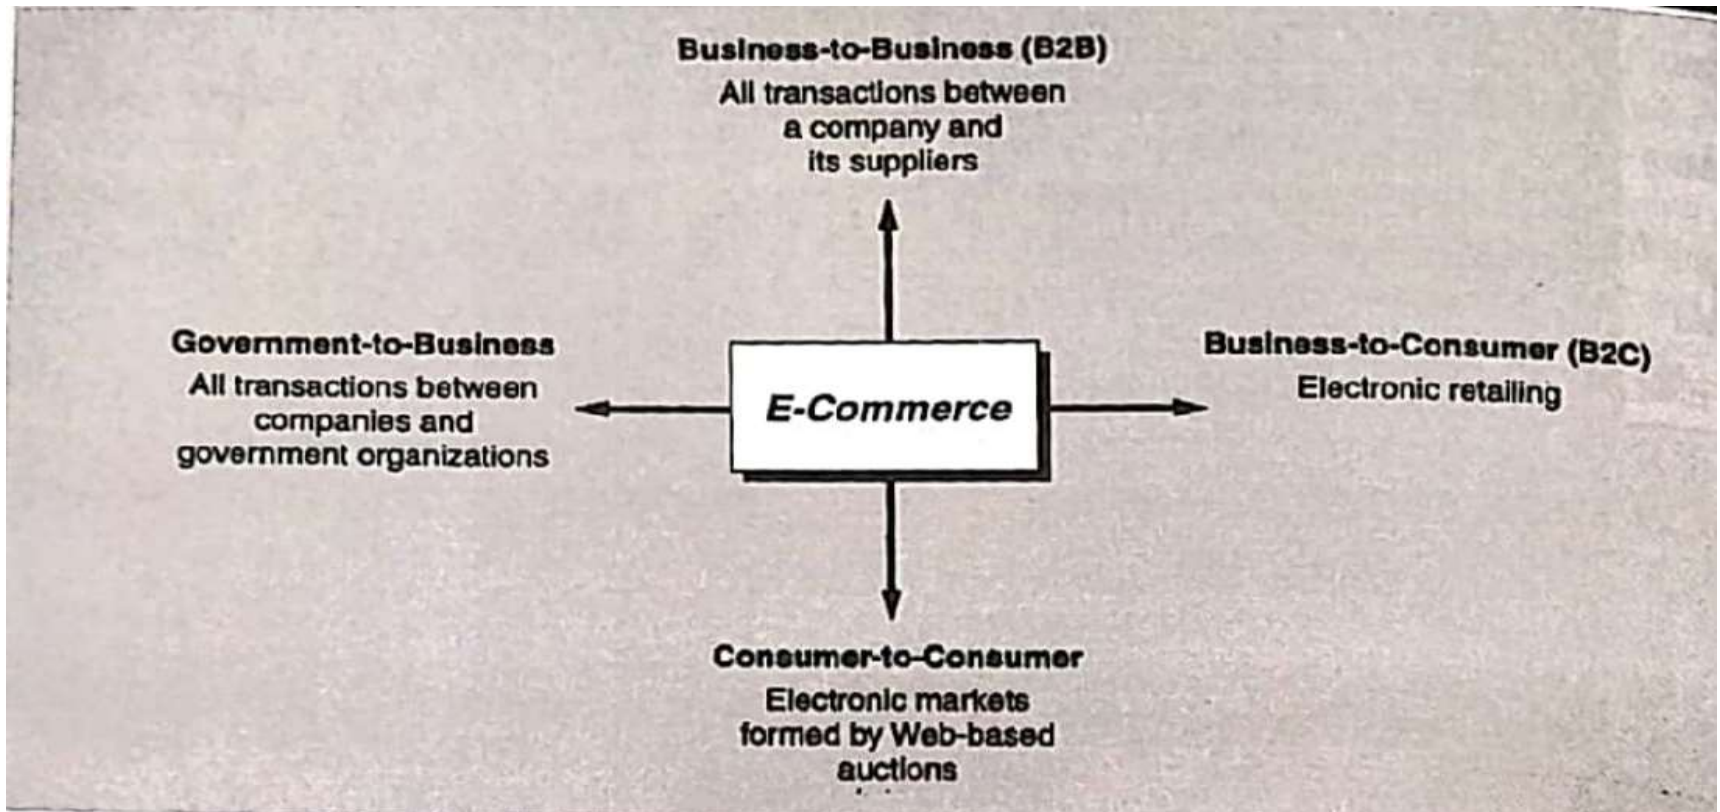 Business-to-Business (B2B)
All transactions between
a company and
its suppliers
Government-to-Business
All transactions between
companies and
government organizations
E-Commerce
Business-to-Consumer (B2C)
Electronic retailing
Consumer-to-Consumer
Electronic markets
formed by Web-based
auctions